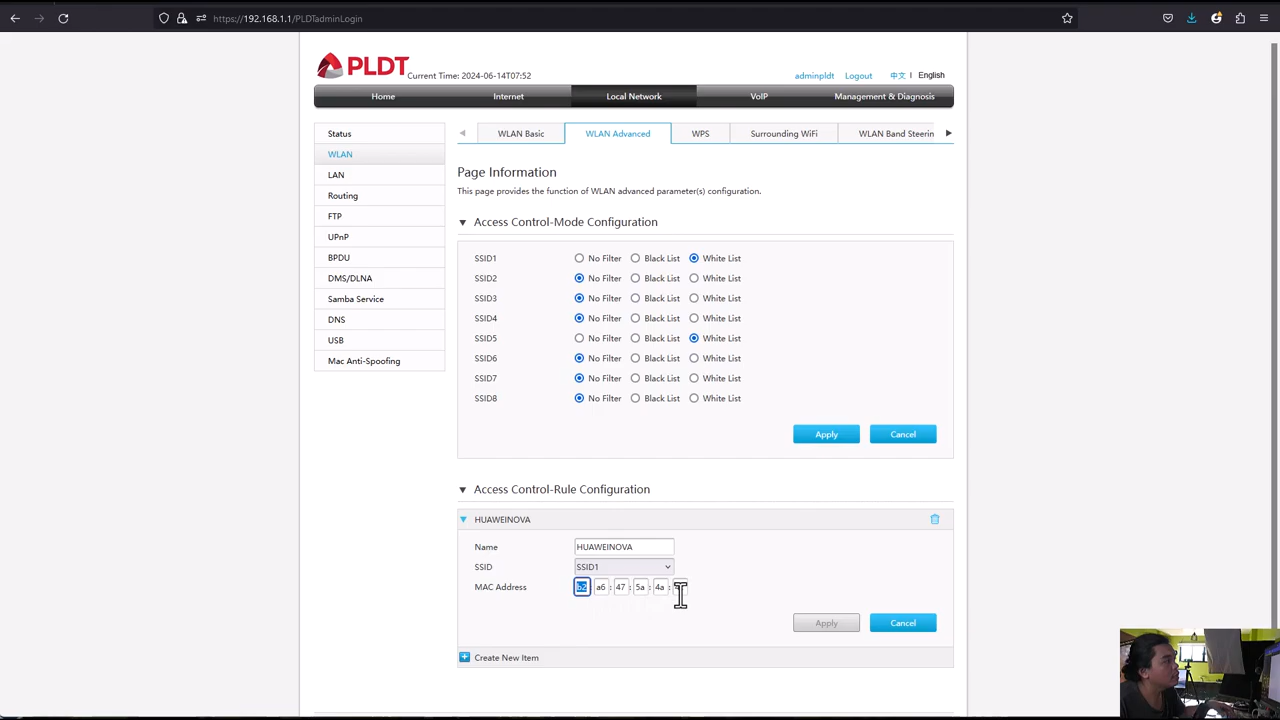 https://192.168.1.1/PLDTadminLogin
PLDT
Current Time: 2024-06-14T07:52
adminpldt Logout 中文 | English
Home Internet Local Network VoIP Management & Diagnosis
Status
WLAN
LAN
Routing
FTP
UPnP
BPDU
DMS/DLNA
Samba Service
DNS
USB
Mac Anti-Spoofing
WLAN Basic WLAN Advanced WPS Surrounding WiFi WLAN Band Steerin
Page Information
This page provides the function of WLAN advanced parameter(s) configuration.
Access Control-Mode Configuration
SSID1 No Filter Black List White List
SSID2 No Filter Black List White List
SSID3 No Filter Black List White List
SSID4 No Filter Black List White List
SSID5 No Filter Black List White List
SSID6 No Filter Black List White List
SSID7 No Filter Black List White List
SSID8 No Filter Black List White List
Apply Cancel
Access Control-Rule Configuration
HUAWEINOVA
Name HUAWEINOVA
SSID SSID1
MAC Address b2 : a6 : 47 : 5a : 4a :
Apply Cancel
Create New Item